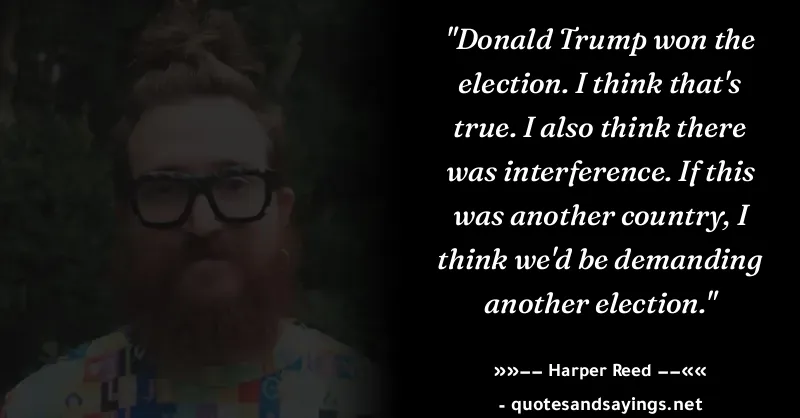 "Donald Trump won the
election. I think that's
true. I also think there
was interference. If this
was another country, I
think we'd be demanding
another election."
»»–– Harper Reed ––««
- quotesandsayings.net